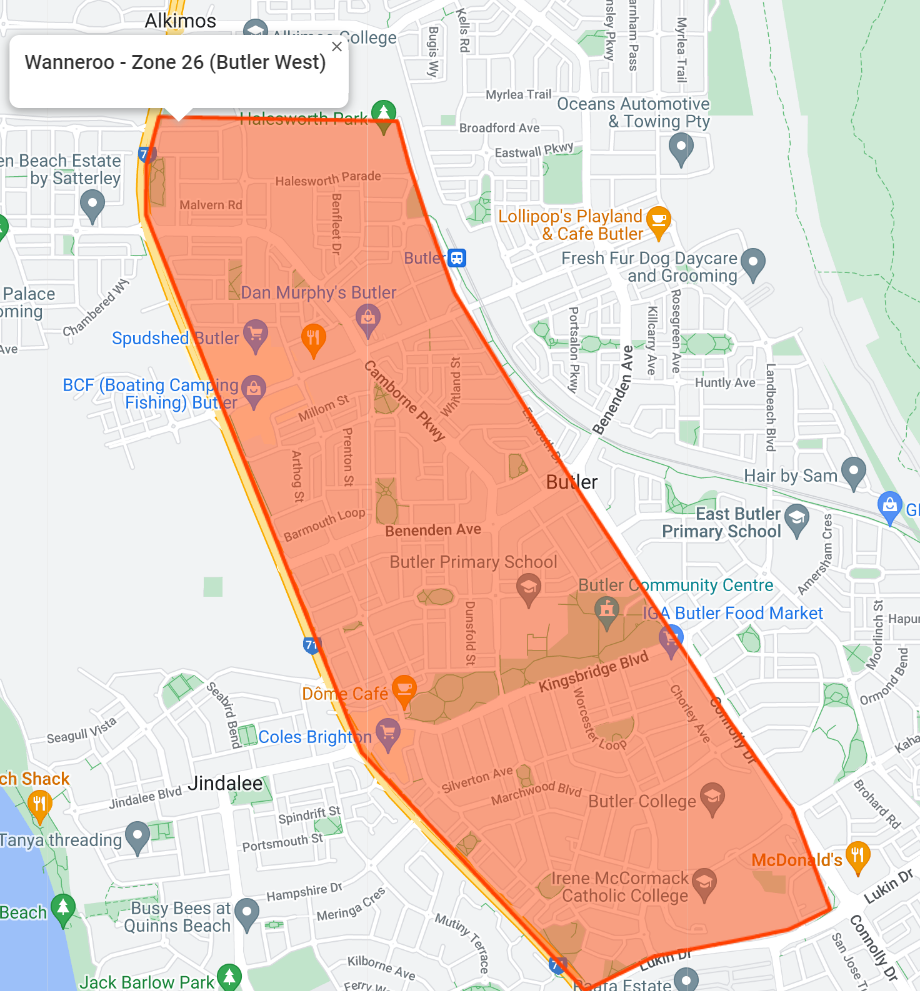 Alkimos
Alkimos College
Wanneroo - Zone 26 (Butler West)
×
Kells Rd
Bugis Wy
nsley Pkwy
arnham Pass
Myrlea Trail
Myrlea Trail
Oceans Automotive
& Towing Pty
Halesworth Park
Broadford Ave
Eastwall Pkwy
en Beach Estate
by Satterley
Halesworth Parade
Malvern Rd
Benfleet Dr
Lollipop's Playland
& Cafe Butler
Butler
Fresh Fur Dog Daycare
and Grooming
Palace
oming
Chambered Wy
Dan Murphy's Butler
Rosegreen Ave
Killcarry Ave
Portsalon Pkwy
Spudshed Butler
Ave
Benenden Ave
Camborne Pkwy
Whitland St
Landbeach Blvd
BCF (Boating Camping
Fishing) Butler
Huntly Ave
Millom St
Exmouth Dr
Prenton St
Arthog St
Hair by Sam
Butler
Barmouth Loop
Benenden Ave
East Butler
Primary School
Amersham Cres
Butler Primary School
Butler Community Centre
IGA Butler Food Market
Dunsfold St
Moorlinch St
Hapur
71
Kingsbridge Blvd
Ormond Bend
Dôme Café
Chorley Ave
Worcester Loop
Connolly Dr
Seabird Bend
Seagull Vista
Coles Brighton
Kaha
ch Shack
Jindalee
Silverton Ave
Marchwood Blvd
Butler College
Jindalee Blvd
Brohard Rd
Spindrift St
Tanya threading
Portsmouth St
McDonald's
Irene McCormack
Catholic College
Lukin Dr
Hampshire Dr
Meringa Cres
Beach
Busy Bees at
Quinns Beach
Mutiny Terrace
Connolly Dr
San Jose T
Lukin Dr
Kilborne Ave
71
Jack Barlow Park
Ferry W
Estate